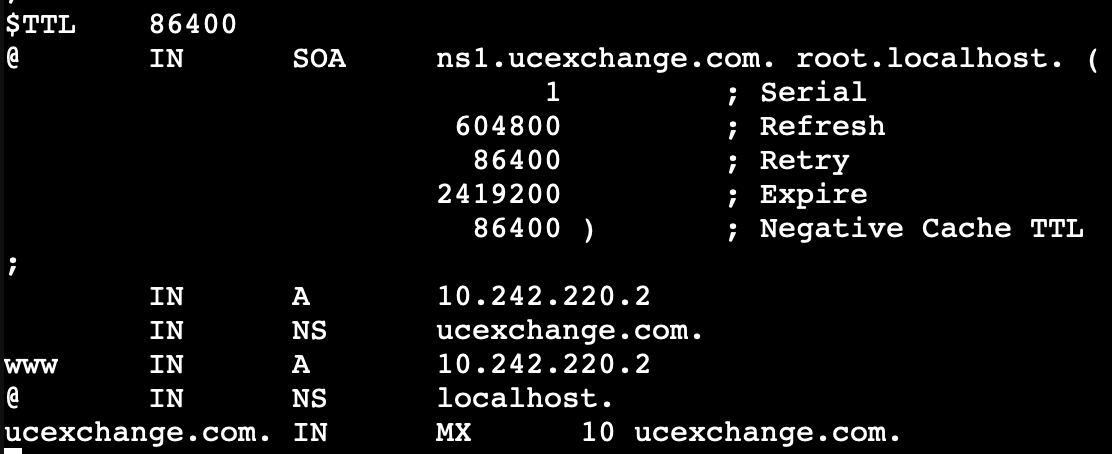 $TTL 86400
@ IN SOA ns1.ucexchange.com. root.localhost. (
1 ; Serial
604800 ; Refresh
86400 ; Retry
2419200 ; Expire
86400 ) ; Negative Cache TTL
;
IN A 10.242.220.2
IN NS ucexchange.com.
www IN A 10.242.220.2
@ IN NS localhost.
ucexchange.com. IN MX 10 ucexchange.com.